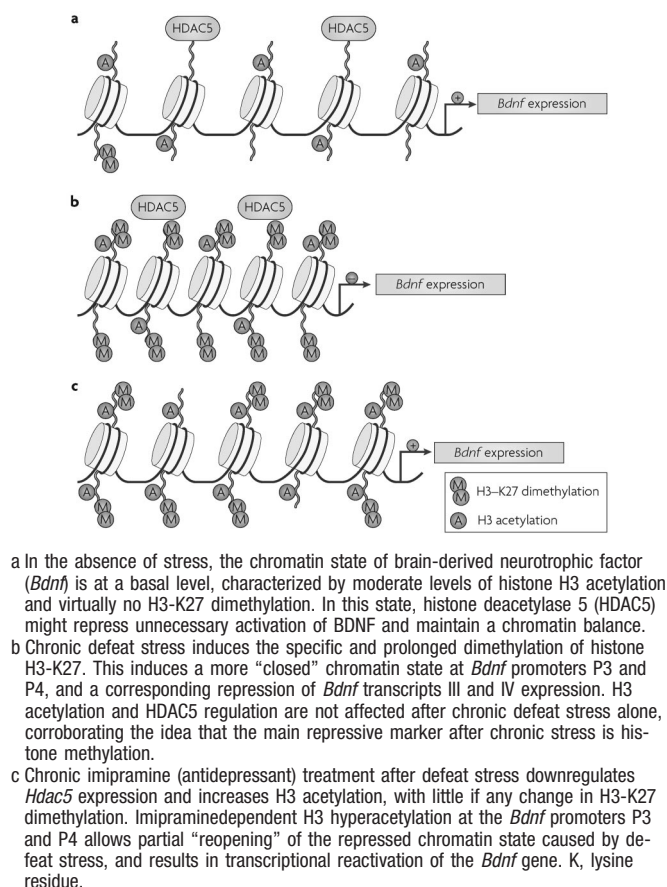 a
HDAC5
HDAC5
A
A
A
A
A
M
M
+
Bdnf expression
b
HDAC5
HDAC5
A
M
M
M
M
A
M
M
M
M
A
M
M
M
M
A
M
M
M
M
A
M
M
M
M
−
Bdnf expression
c
A
M
M
A
A
M
M
A
M
M
A
M
M
A
M
M
A
M
M
A
M
M
A
A
M
M
+
Bdnf expression
M
M
H3–K27 dimethylation
A
H3 acetylation
a In the absence of stress, the chromatin state of brain-derived neurotrophic factor
(Bdnf) is at a basal level, characterized by moderate levels of histone H3 acetylation
and virtually no H3-K27 dimethylation. In this state, histone deacetylase 5 (HDAC5)
might repress unnecessary activation of BDNF and maintain a chromatin balance.
b Chronic defeat stress induces the specific and prolonged dimethylation of histone
H3-K27. This induces a more “closed” chromatin state at Bdnf promoters P3 and
P4, and a corresponding repression of Bdnf transcripts III and IV expression. H3
acetylation and HDAC5 regulation are not affected after chronic defeat stress alone,
corroborating the idea that the main repressive marker after chronic stress is his-
tone methylation.
c Chronic imipramine (antidepressant) treatment after defeat stress downregulates
Hdac5 expression and increases H3 acetylation, with little if any change in H3-K27
dimethylation. Imipraminedependent H3 hyperacetylation at the Bdnf promoters P3
and P4 allows partial “reopening” of the repressed chromatin state caused by de-
feat stress, and results in transcriptional reactivation of the Bdnf gene. K, lysine
residue.